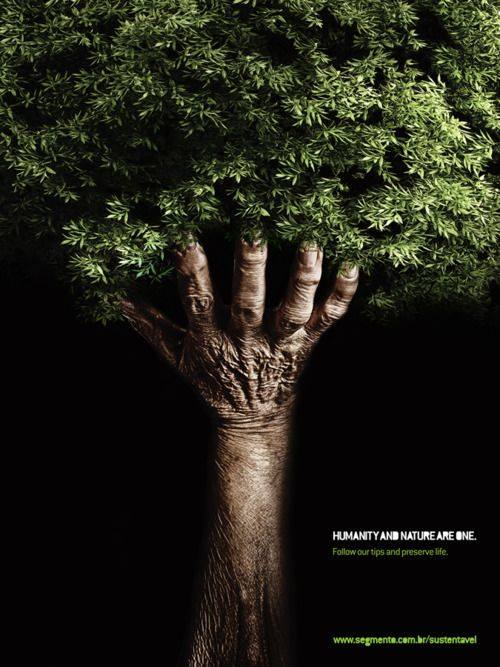 HUMANITY AND NATURE ARE ONE.
Follow our tips and preserve life.
www.segmento.com.br/sustentavel